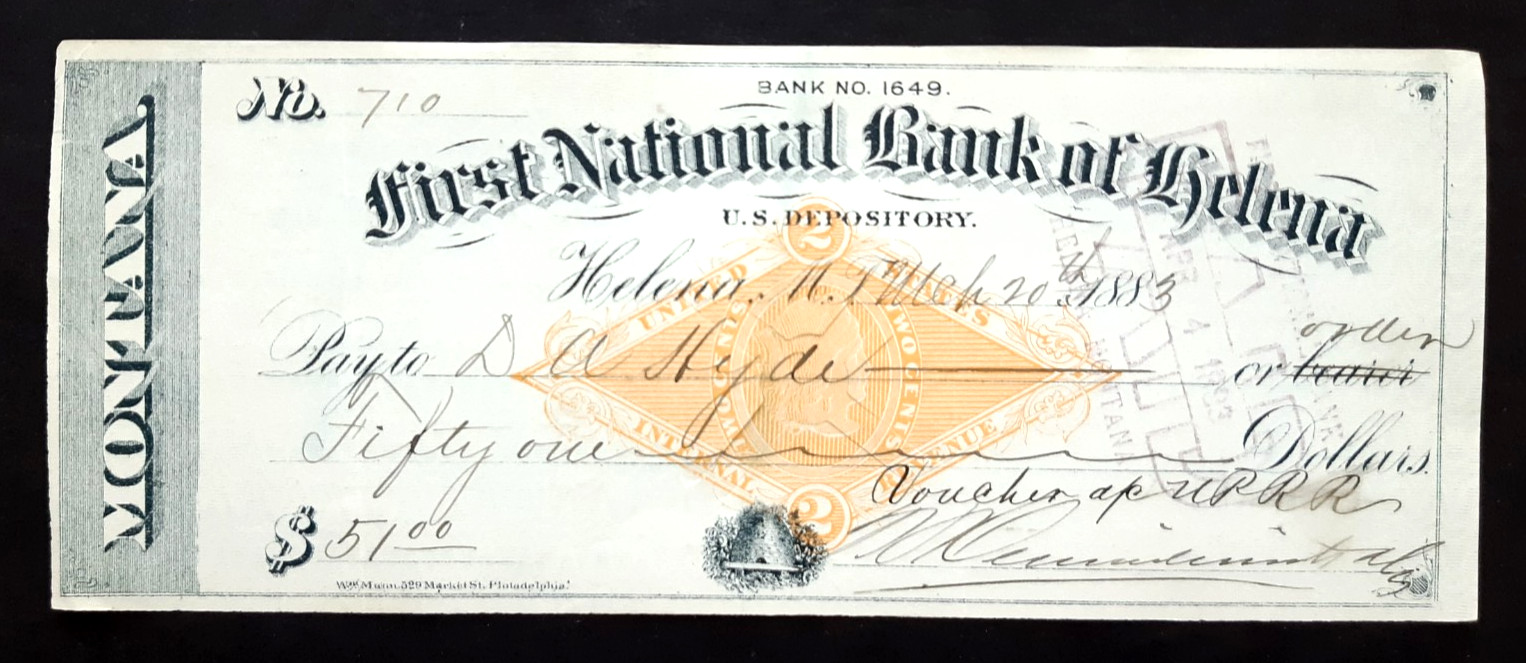 MONTANA
No. 710
BANK NO. 1649.
First National Bank of Helena
U.S. DEPOSITORY.
Helena, M.T. Mch 20th 1883
Pay to D A Hyde or bearer order
Fifty one Dollars.
Voucher ap U P R R
$ 51 00
Wm. Mann. 529 Market St. Philadelphia.
2
UNITED STATES
TWO CENTS
INTERNAL REVENUE
2